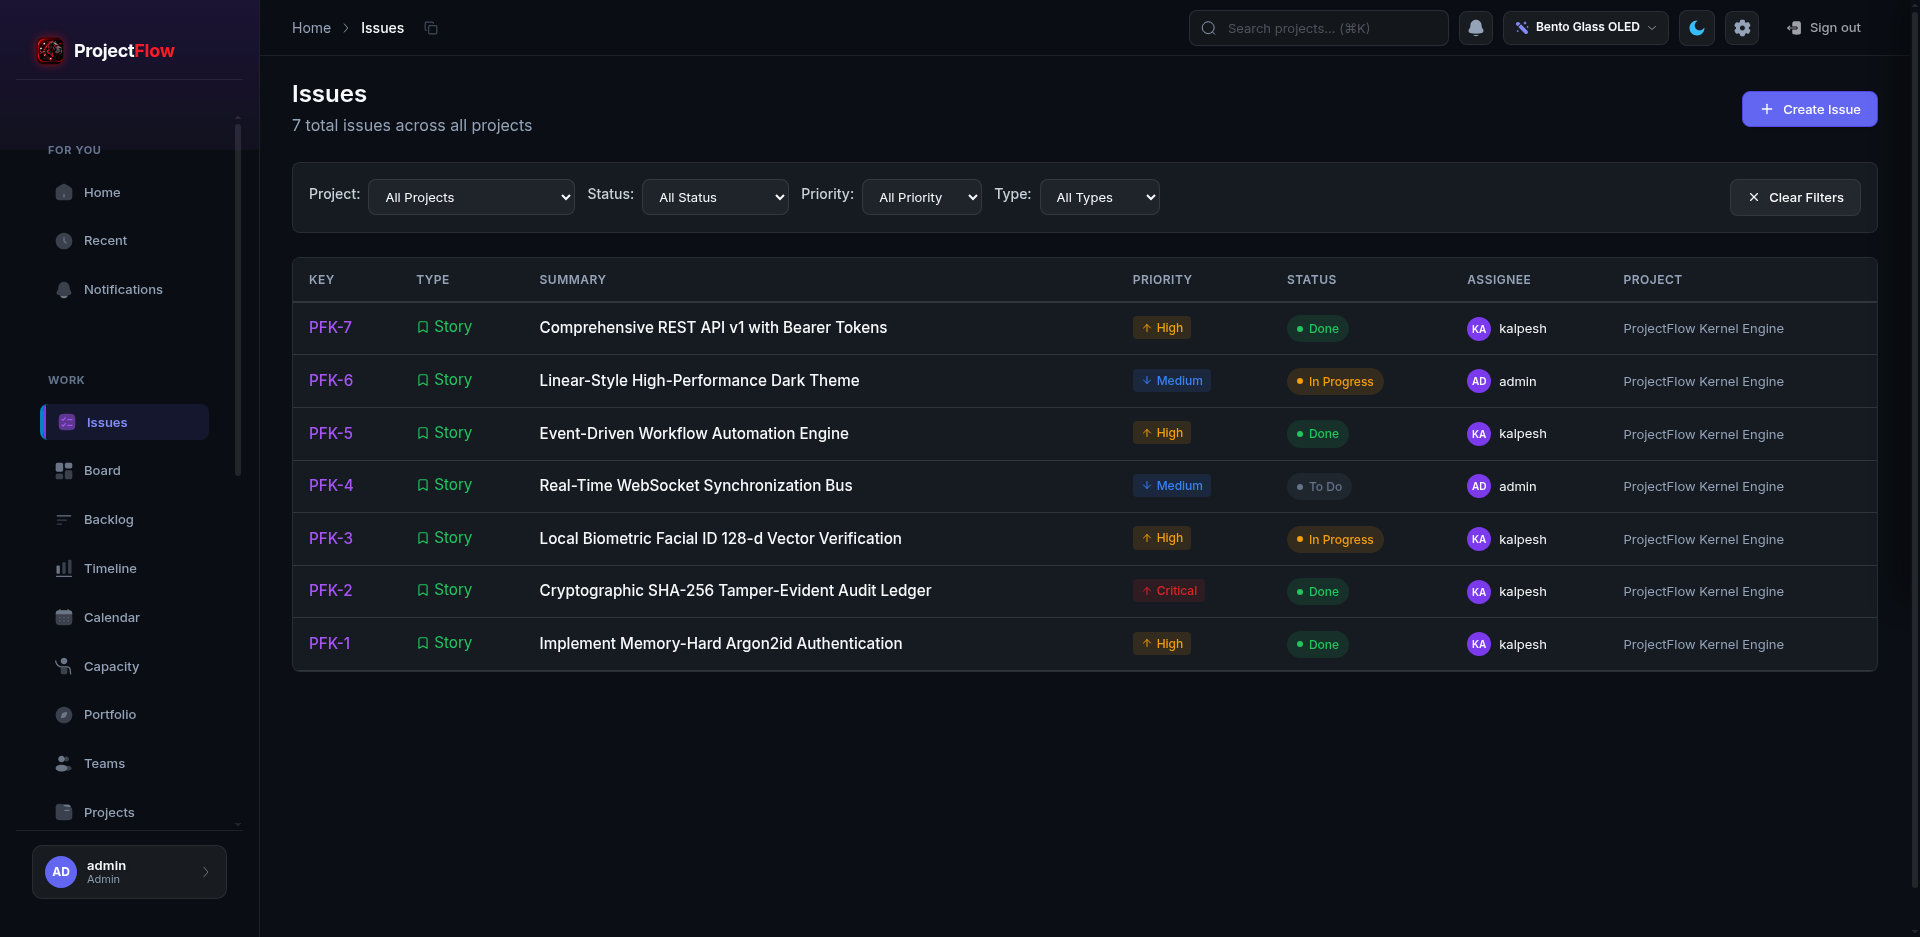 ProjectFlow
Home > Issues
Search projects... (⌘K)
Bento Glass OLED
Sign out
FOR YOU
Home
Recent
Notifications
WORK
Issues
Board
Backlog
Timeline
Calendar
Capacity
Portfolio
Teams
Projects
AD admin
Admin
Issues
7 total issues across all projects
+ Create Issue
Project: All Projects Status: All Status Priority: All Priority Type: All Types × Clear Filters
KEY TYPE SUMMARY PRIORITY STATUS ASSIGNEE PROJECT
PFK-7 Story Comprehensive REST API v1 with Bearer Tokens ↑ High Done KA kalpesh ProjectFlow Kernel Engine
PFK-6 Story Linear-Style High-Performance Dark Theme ↓ Medium In Progress AD admin ProjectFlow Kernel Engine
PFK-5 Story Event-Driven Workflow Automation Engine ↑ High Done KA kalpesh ProjectFlow Kernel Engine
PFK-4 Story Real-Time WebSocket Synchronization Bus ↓ Medium To Do AD admin ProjectFlow Kernel Engine
PFK-3 Story Local Biometric Facial ID 128-d Vector Verification ↑ High In Progress KA kalpesh ProjectFlow Kernel Engine
PFK-2 Story Cryptographic SHA-256 Tamper-Evident Audit Ledger ↑ Critical Done KA kalpesh ProjectFlow Kernel Engine
PFK-1 Story Implement Memory-Hard Argon2id Authentication ↑ High Done KA kalpesh ProjectFlow Kernel Engine